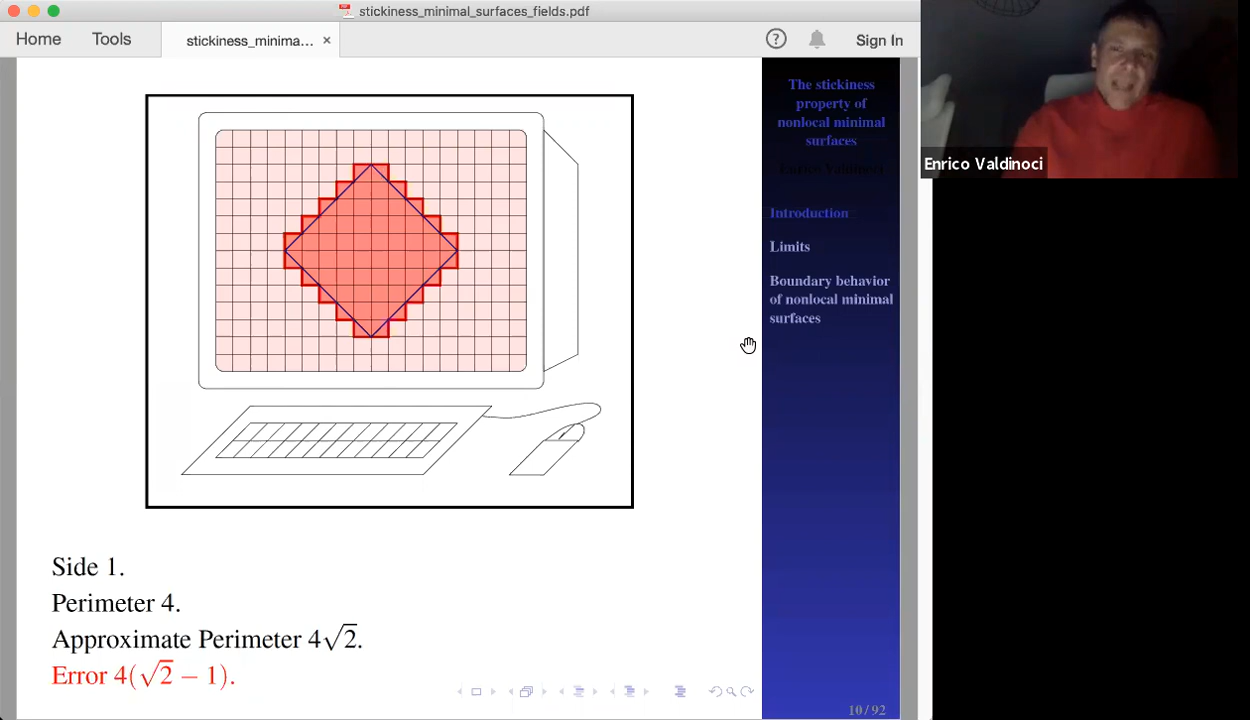 stickiness_minimal_surfaces_fields.pdf
Home
Tools
stickiness_minima...
×
?
Sign In
The stickiness
property of
nonlocal minimal
surfaces
Enrico Valdinoci
Introduction
Limits
Boundary behavior
of nonlocal minimal
surfaces
Side 1.
Perimeter 4.
Approximate Perimeter 4√2.
Error 4(√2 − 1).
10 / 92
Enrico Valdinoci